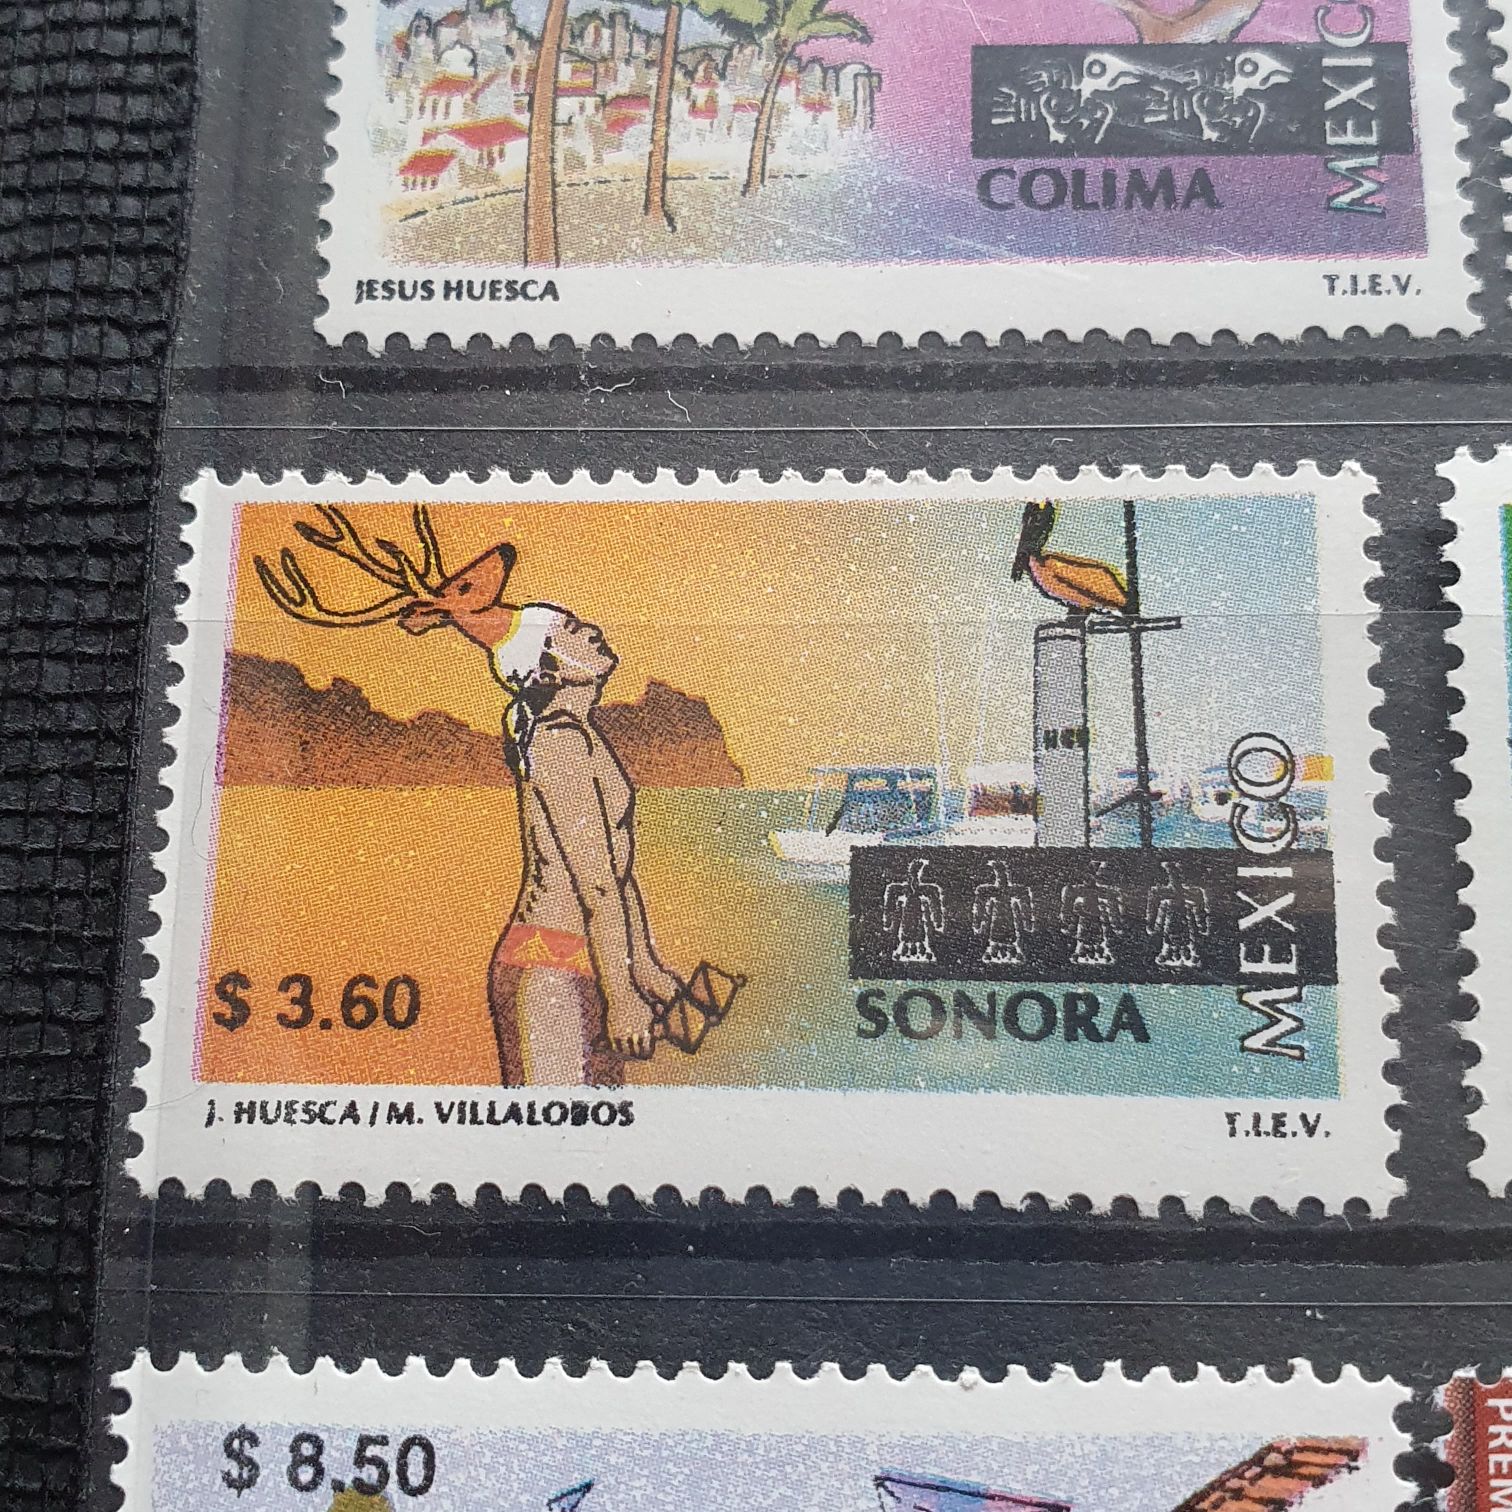 MEXICO
COLIMA
JESUS HUESCA
T.I.E.V.
$ 3.60
SONORA
MEXICO
J. HUESCA / M. VILLALOBOS
T.I.E.V.
$ 8.50